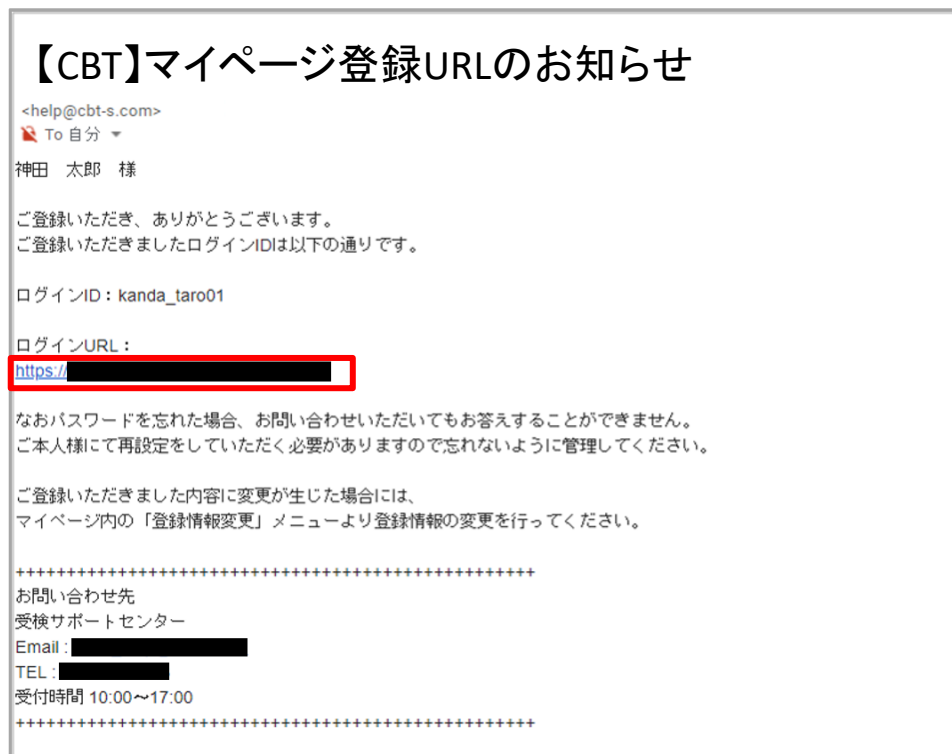 【CBT】マイページ登録URLのお知らせ
<help@cbt-s.com>
To 自分
神田　太郎　様
ご登録いただき、ありがとうございます。
ご登録いただきましたログインIDは以下の通りです。
ログインID：kanda_taro01
ログインURL：
https://
なおパスワードを忘れた場合、お問い合わせいただいてもお答えすることができません。
ご本人様にて再設定をしていただく必要がありますので忘れないように管理してください。
ご登録いただきました内容に変更が生じた場合には、
マイページ内の「登録情報変更」メニューより登録情報の変更を行ってください。
++++++++++++++++++++++++++++++++++++++++++++++++++++
お問い合わせ先
受検サポートセンター
Email :
TEL :
受付時間 10:00～17:00
++++++++++++++++++++++++++++++++++++++++++++++++++++